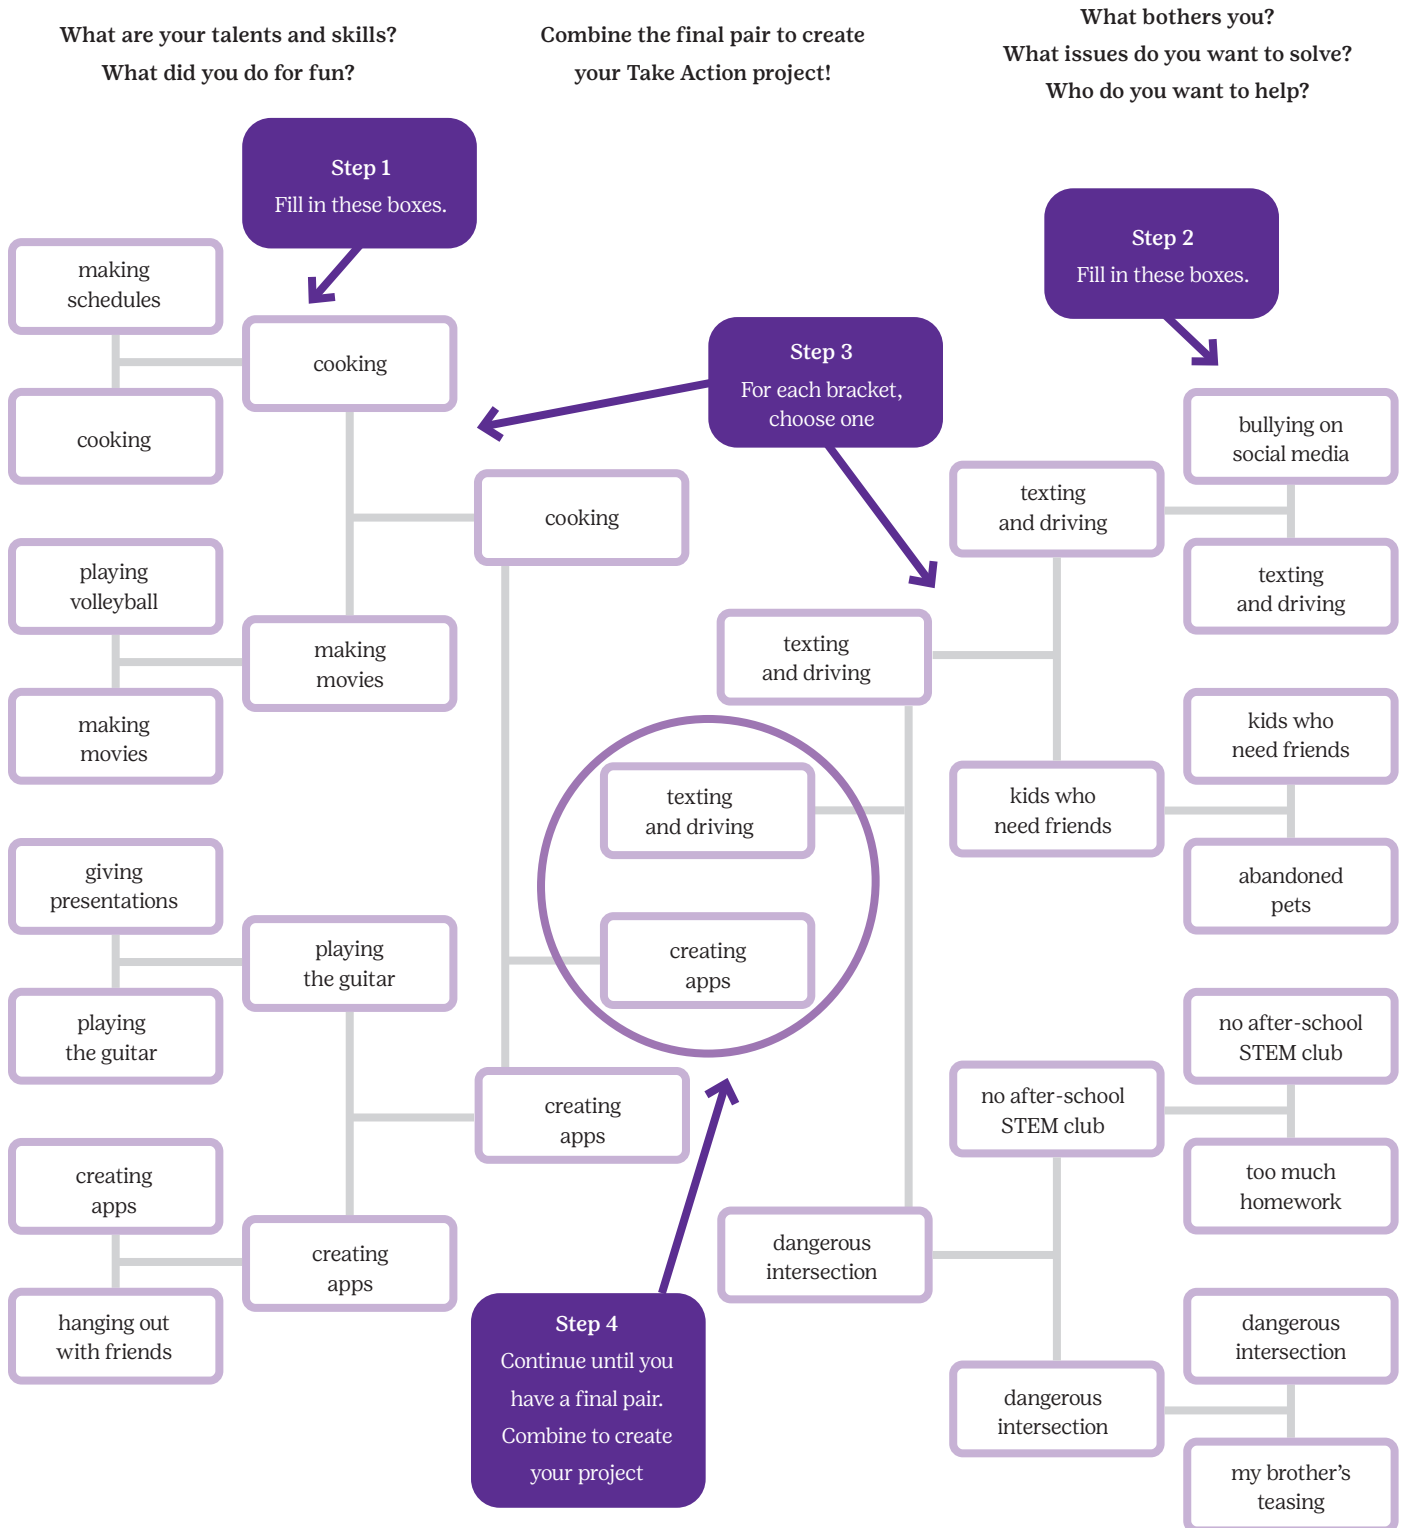 What are your talents and skills?
What did you do for fun?
Combine the final pair to create
your Take Action project!
What bothers you?
What issues do you want to solve?
Who do you want to help?
Step 1
Fill in these boxes.
making
schedules
cooking
cooking
playing
volleyball
making
movies
making
movies
giving
presentations
playing
the guitar
playing
the guitar
creating
apps
hanging out
with friends
creating
apps
cooking
creating
apps
Step 3
For each bracket,
choose one
texting
and driving
creating
apps
Step 4
Continue until you
have a final pair.
Combine to create
your project
texting
and driving
dangerous
intersection
Step 2
Fill in these boxes.
texting
and driving
bullying on
social media
texting
and driving
kids who
need friends
kids who
need friends
abandoned
pets
no after-school
STEM club
no after-school
STEM club
too much
homework
dangerous
intersection
dangerous
intersection
my brother’s
teasing